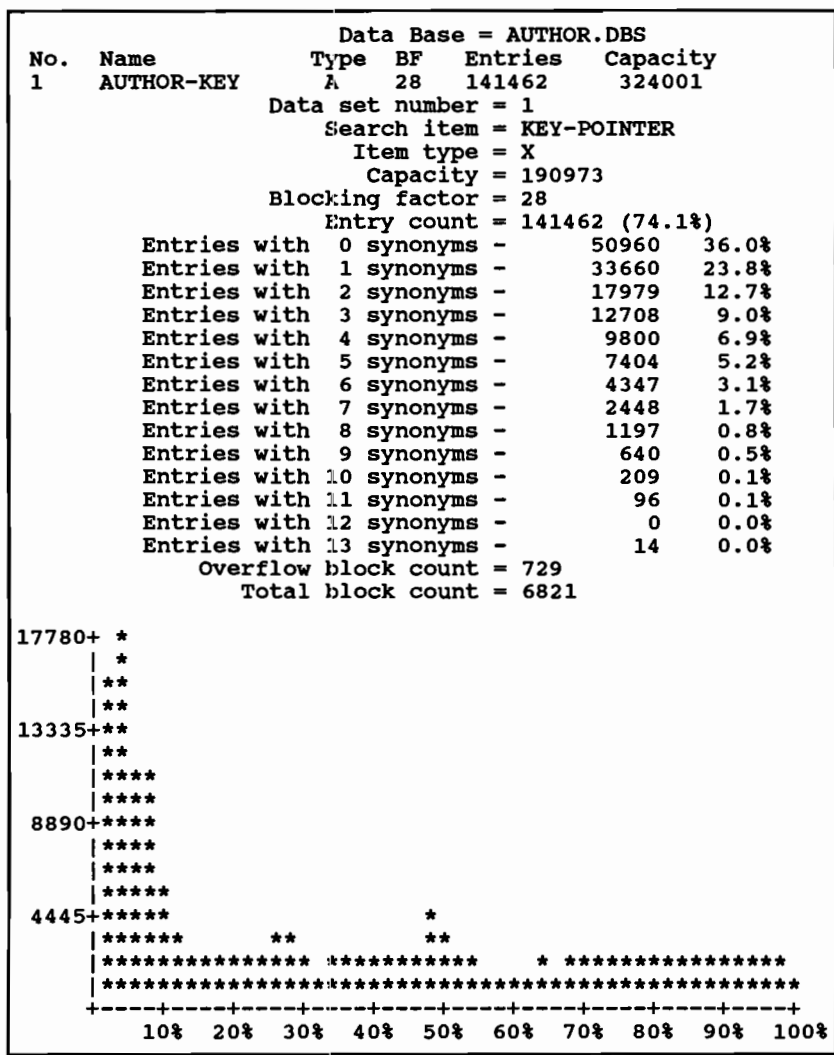 Data Base = AUTHOR.DBS
No. Name Type BF Entries Capacity
1 AUTHOR-KEY A 28 141462 324001
Data set number = 1
Search item = KEY-POINTER
Item type = X
Capacity = 190973
Blocking factor = 28
Entry count = 141462 (74.1%)
Entries with 0 synonyms - 50960 36.0%
Entries with 1 synonyms - 33660 23.8%
Entries with 2 synonyms - 17979 12.7%
Entries with 3 synonyms - 12708 9.0%
Entries with 4 synonyms - 9800 6.9%
Entries with 5 synonyms - 7404 5.2%
Entries with 6 synonyms - 4347 3.1%
Entries with 7 synonyms - 2448 1.7%
Entries with 8 synonyms - 1197 0.8%
Entries with 9 synonyms - 640 0.5%
Entries with 10 synonyms - 209 0.1%
Entries with 11 synonyms - 96 0.1%
Entries with 12 synonyms - 0 0.0%
Entries with 13 synonyms - 14 0.0%
Overflow block count = 729
Total block count = 6821
17780+ *
| *
|**
|**
13335+**
|**
|****
|****
8890+****
|****
|****
|*****
4445+***** *
|****** ** **
|*************** *********** * ****************
|**************************************************
+----+----+----+----+----+----+----+----+----+----+
10% 20% 30% 40% 50% 60% 70% 80% 90% 100%